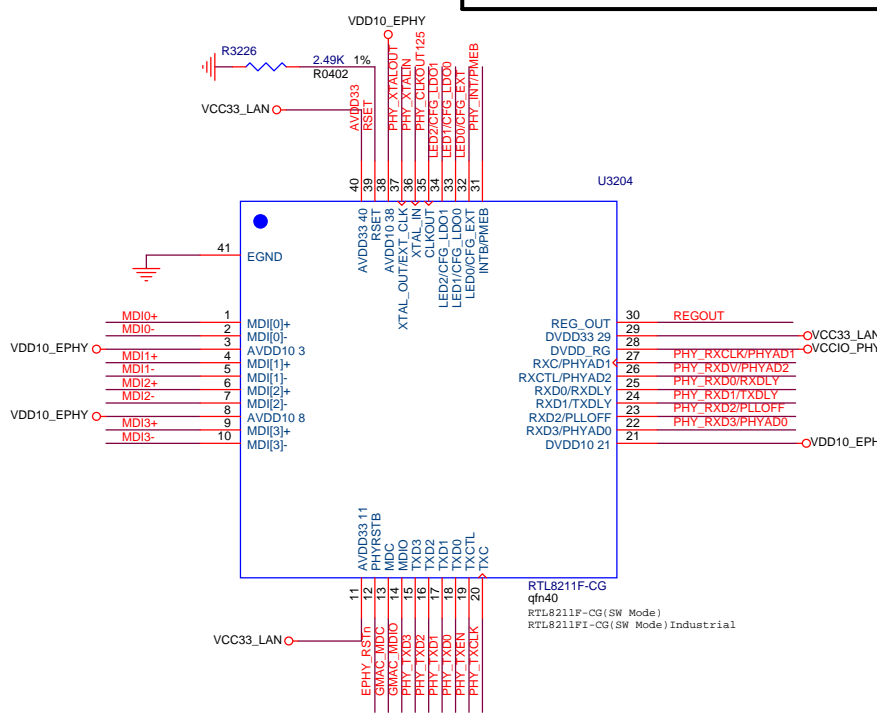 VDD10_EPHY
R3226
2.49K 1%
R0402
VCC33_LAN
AVDD33
RSET
PHY_XTALOUT
PHY_XTALIN
PHY_CLKOUT125
LED2/CFG_LDO1
LED1/CFG_LDO0
LED0/CFG_EXT
PHY_INT/PMEB
40
39
38
37
36
35
34
33
32
31
U3204
AVDD33 40
RSET
AVDD10 38
XTAL_OUT/EXT_CLK
XTAL_IN
CLKOUT
LED2/CFG_LDO1
LED1/CFG_LDO0
LED0/CFG_EXT
INTB/PMEB
41 EGND
MDI0+ 1 MDI[0]+
MDI0- 2 MDI[0]-
VDD10_EPHY 3 AVDD10 3
MDI1+ 4 MDI[1]+
MDI1- 5 MDI[1]-
MDI2+ 6 MDI[2]+
MDI2- 7 MDI[2]-
VDD10_EPHY 8 AVDD10 8
MDI3+ 9 MDI[3]+
MDI3- 10 MDI[3]-
REG_OUT 30 REGOUT
DVDD33 29 29 VCC33_LAN
DVDD_RG 28 VCCIO_PHY
RXC/PHYAD1 27 PHY_RXCLK/PHYAD1
RXCTL/PHYAD2 26 PHY_RXDV/PHYAD2
RXD0/RXDLY 25 PHY_RXD0/RXDLY
RXD1/TXDLY 24 PHY_RXD1/TXDLY
RXD2/PLLOFF 23 PHY_RXD2/PLLOFF
RXD3/PHYAD0 22 PHY_RXD3/PHYAD0
DVDD10 21 21 VDD10_EPH
AVDD33 11
PHYRSTB
MDC
MDIO
TXD3
TXD2
TXD1
TXD0
TXCTL
TXC
11
12
13
14
15
16
17
18
19
20
RTL8211F-CG
qfn40
RTL8211F-CG(SW Mode)
RTL8211FI-CG(SW Mode)Industrial
VCC33_LAN
EPHY_RSTn
GMAC_MDC
GMAC_MDIO
PHY_TXD3
PHY_TXD2
PHY_TXD1
PHY_TXD0
PHY_TXEN
PHY_TXCLK